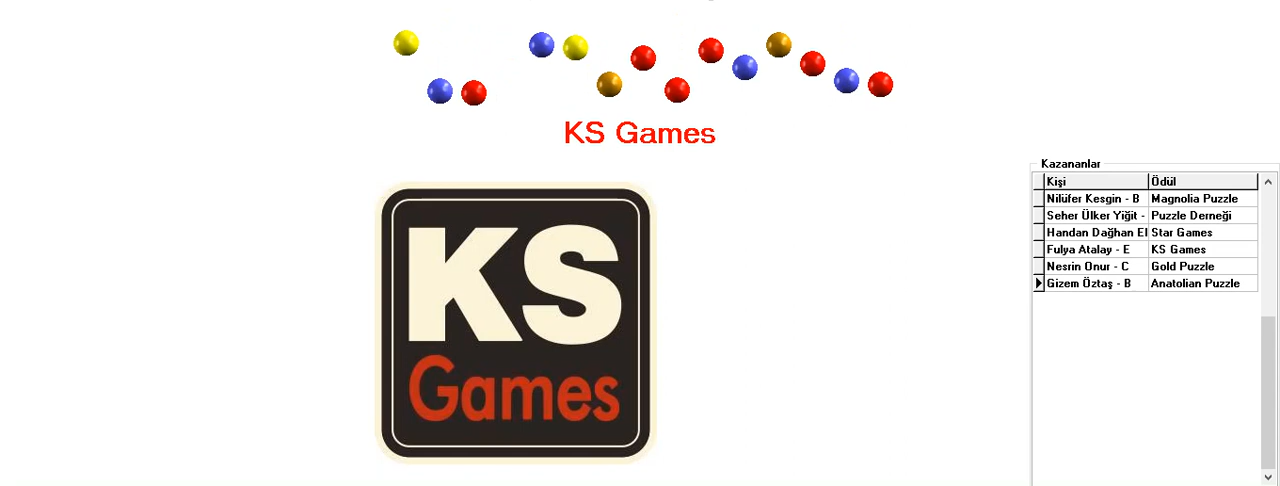 KS Games
KS
Games
Kazananlar
Kişi Ödül
Nilüfer Kesgin - B Magnolia Puzzle
Seher Ülker Yiğit - Puzzle Derneği
Handan Dağhan El Star Games
Fulya Atalay - E KS Games
Nesrin Onur - C Gold Puzzle
Gizem Öztaş - B Anatolian Puzzle